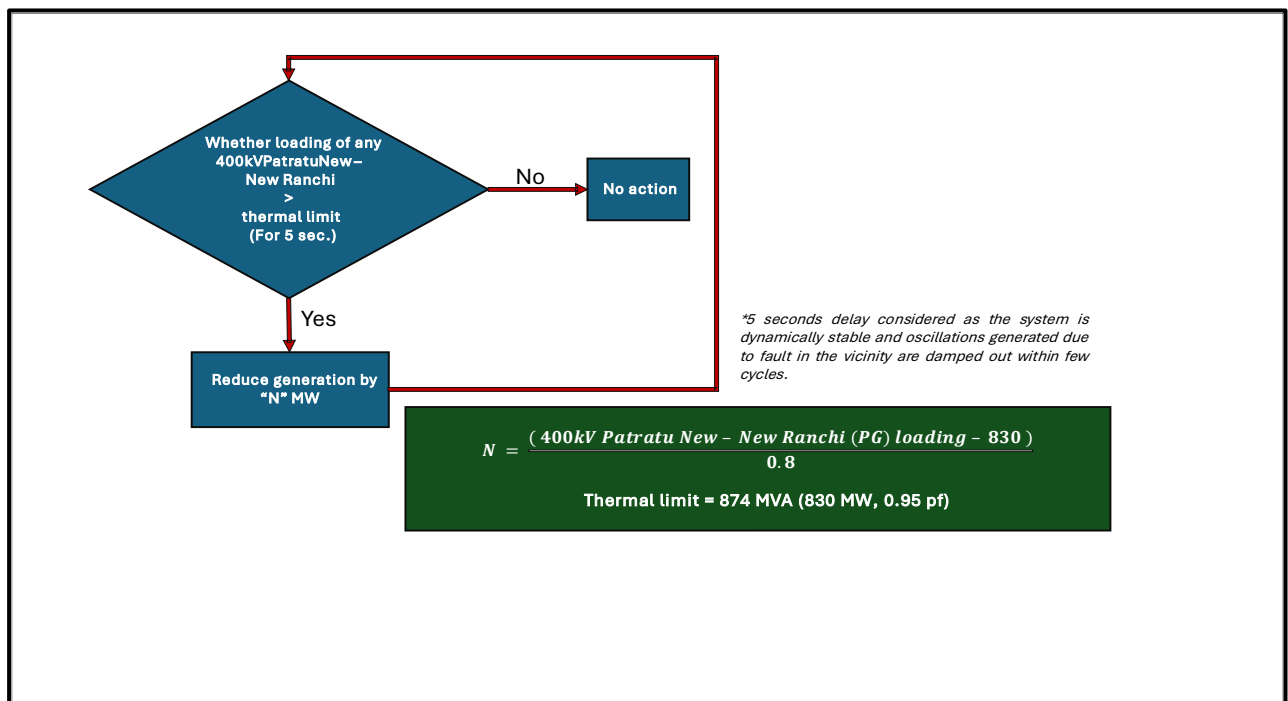 Whether loading of any
400kVPatratuNew–
New Ranchi
>
thermal limit
(For 5 sec.)
No
No action
Yes
Reduce generation by
“N” MW
*5 seconds delay considered as the system is
dynamically stable and oscillations generated due
to fault in the vicinity are damped out within few
cycles.
N = ( 400kV Patratu New – New Ranchi (PG) loading – 830 )
0.8
Thermal limit = 874 MVA (830 MW, 0.95 pf)